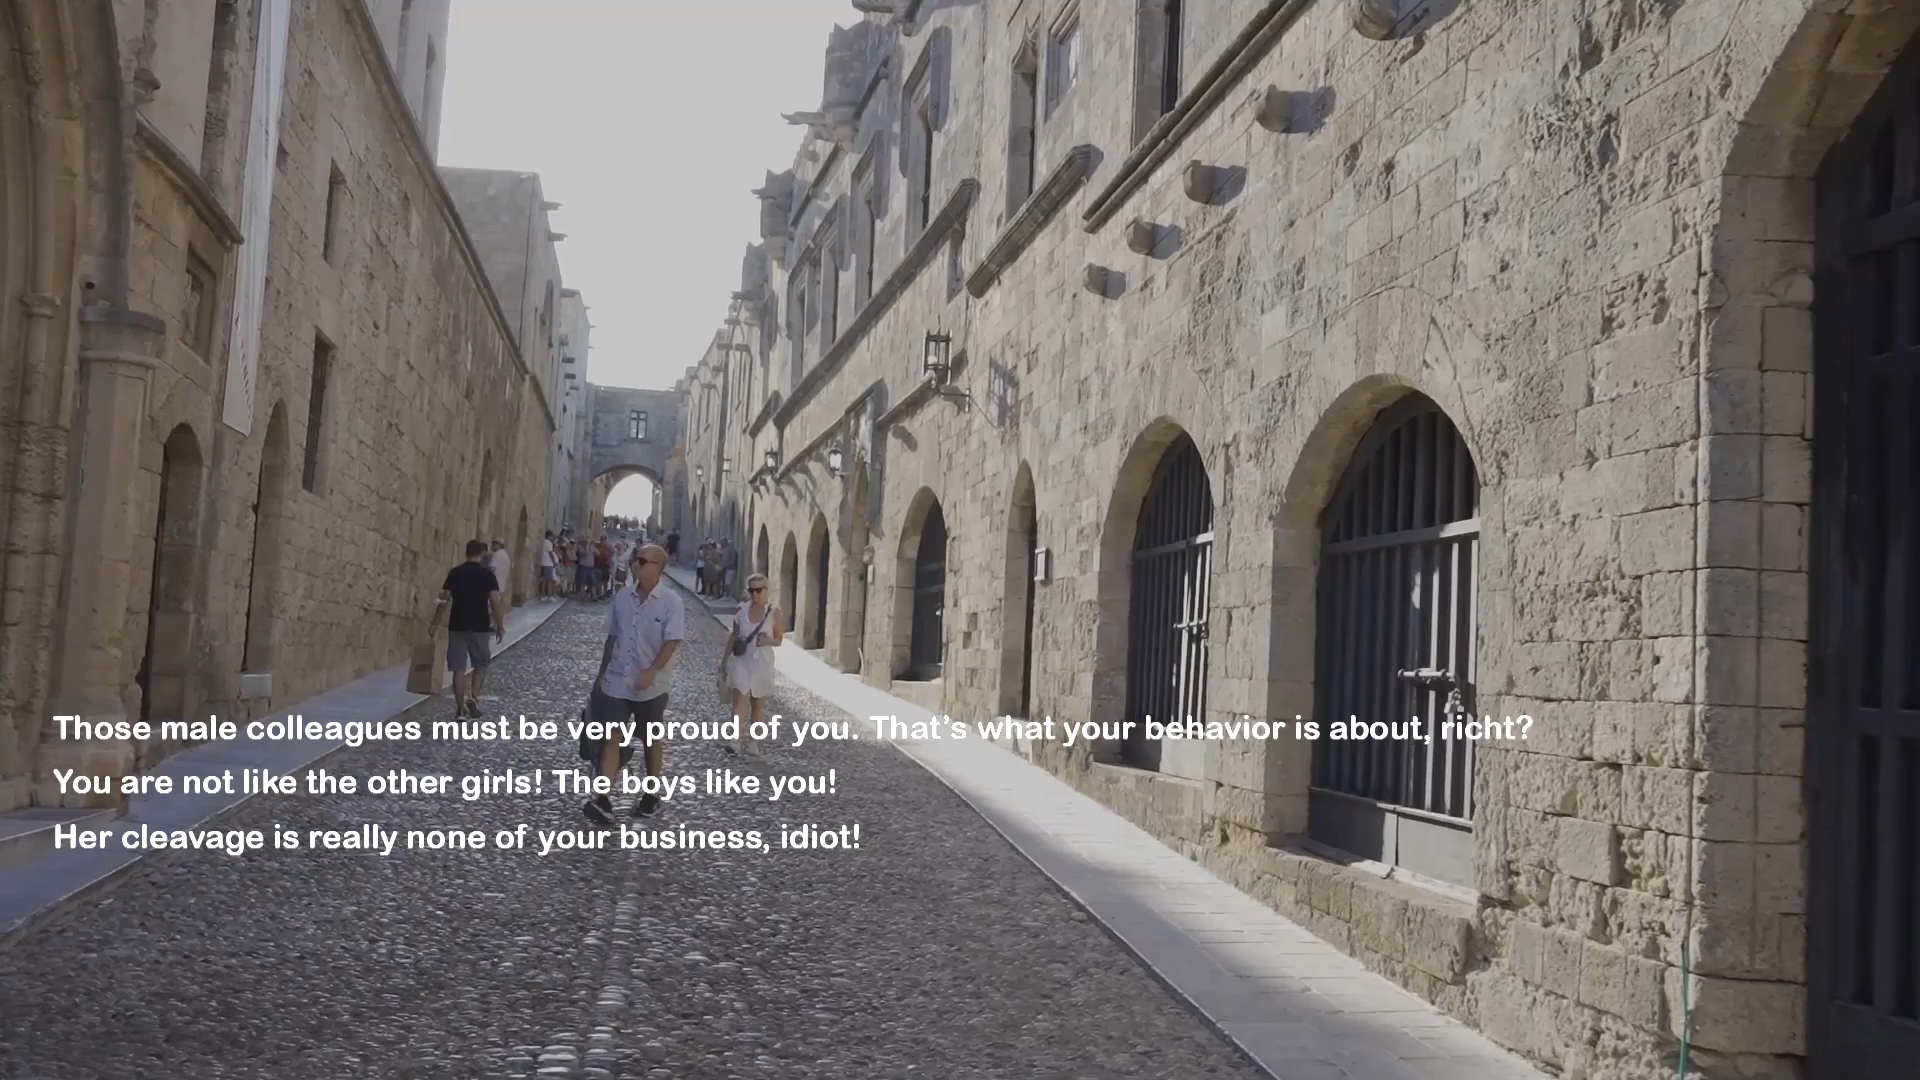 Those male colleagues must be very proud of you. That's what your behavior is about, richt?
You are not like the other girls! The boys like you!
Her cleavage is really none of your business, idiot!